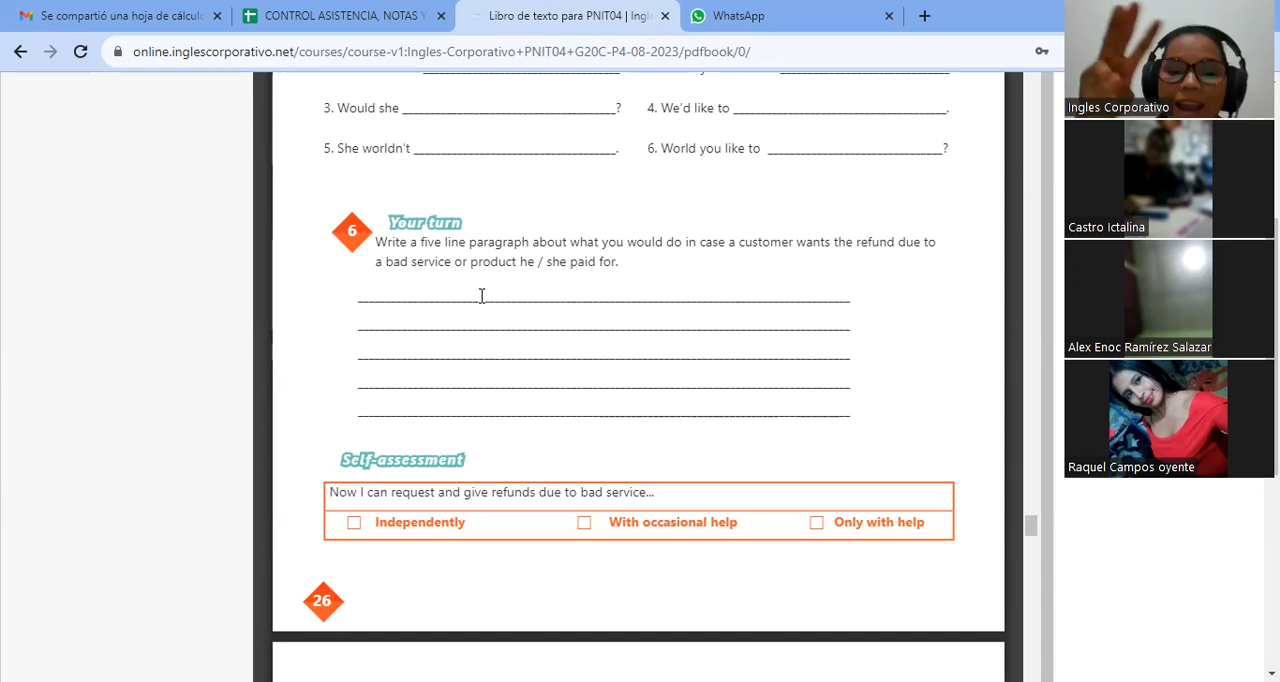 Se compartió una hoja de cálcul
CONTROL ASISTENCIA, NOTAS Y
Libro de texto para PNIT04 | Ingl
WhatsApp
online.inglescorporativo.net/courses/course-v1:Ingles-Corporativo+PNIT04+G20C-P4-08-2023/pdfbook/0/
3. Would she ______________________________? 4. We'd like to ______________________________.
5. She worldn't ______________________________. 6. World you like to ______________________________?
6 Your turn
Write a five line paragraph about what you would do in case a customer wants the refund due to
a bad service or product he / she paid for.
Self-assessment
Now I can request and give refunds due to bad service...
Independently With occasional help Only with help
26
Ingles Corporativo
Castro Ictalina
Alex Enoc Ramírez Salazar
Raquel Campos oyente